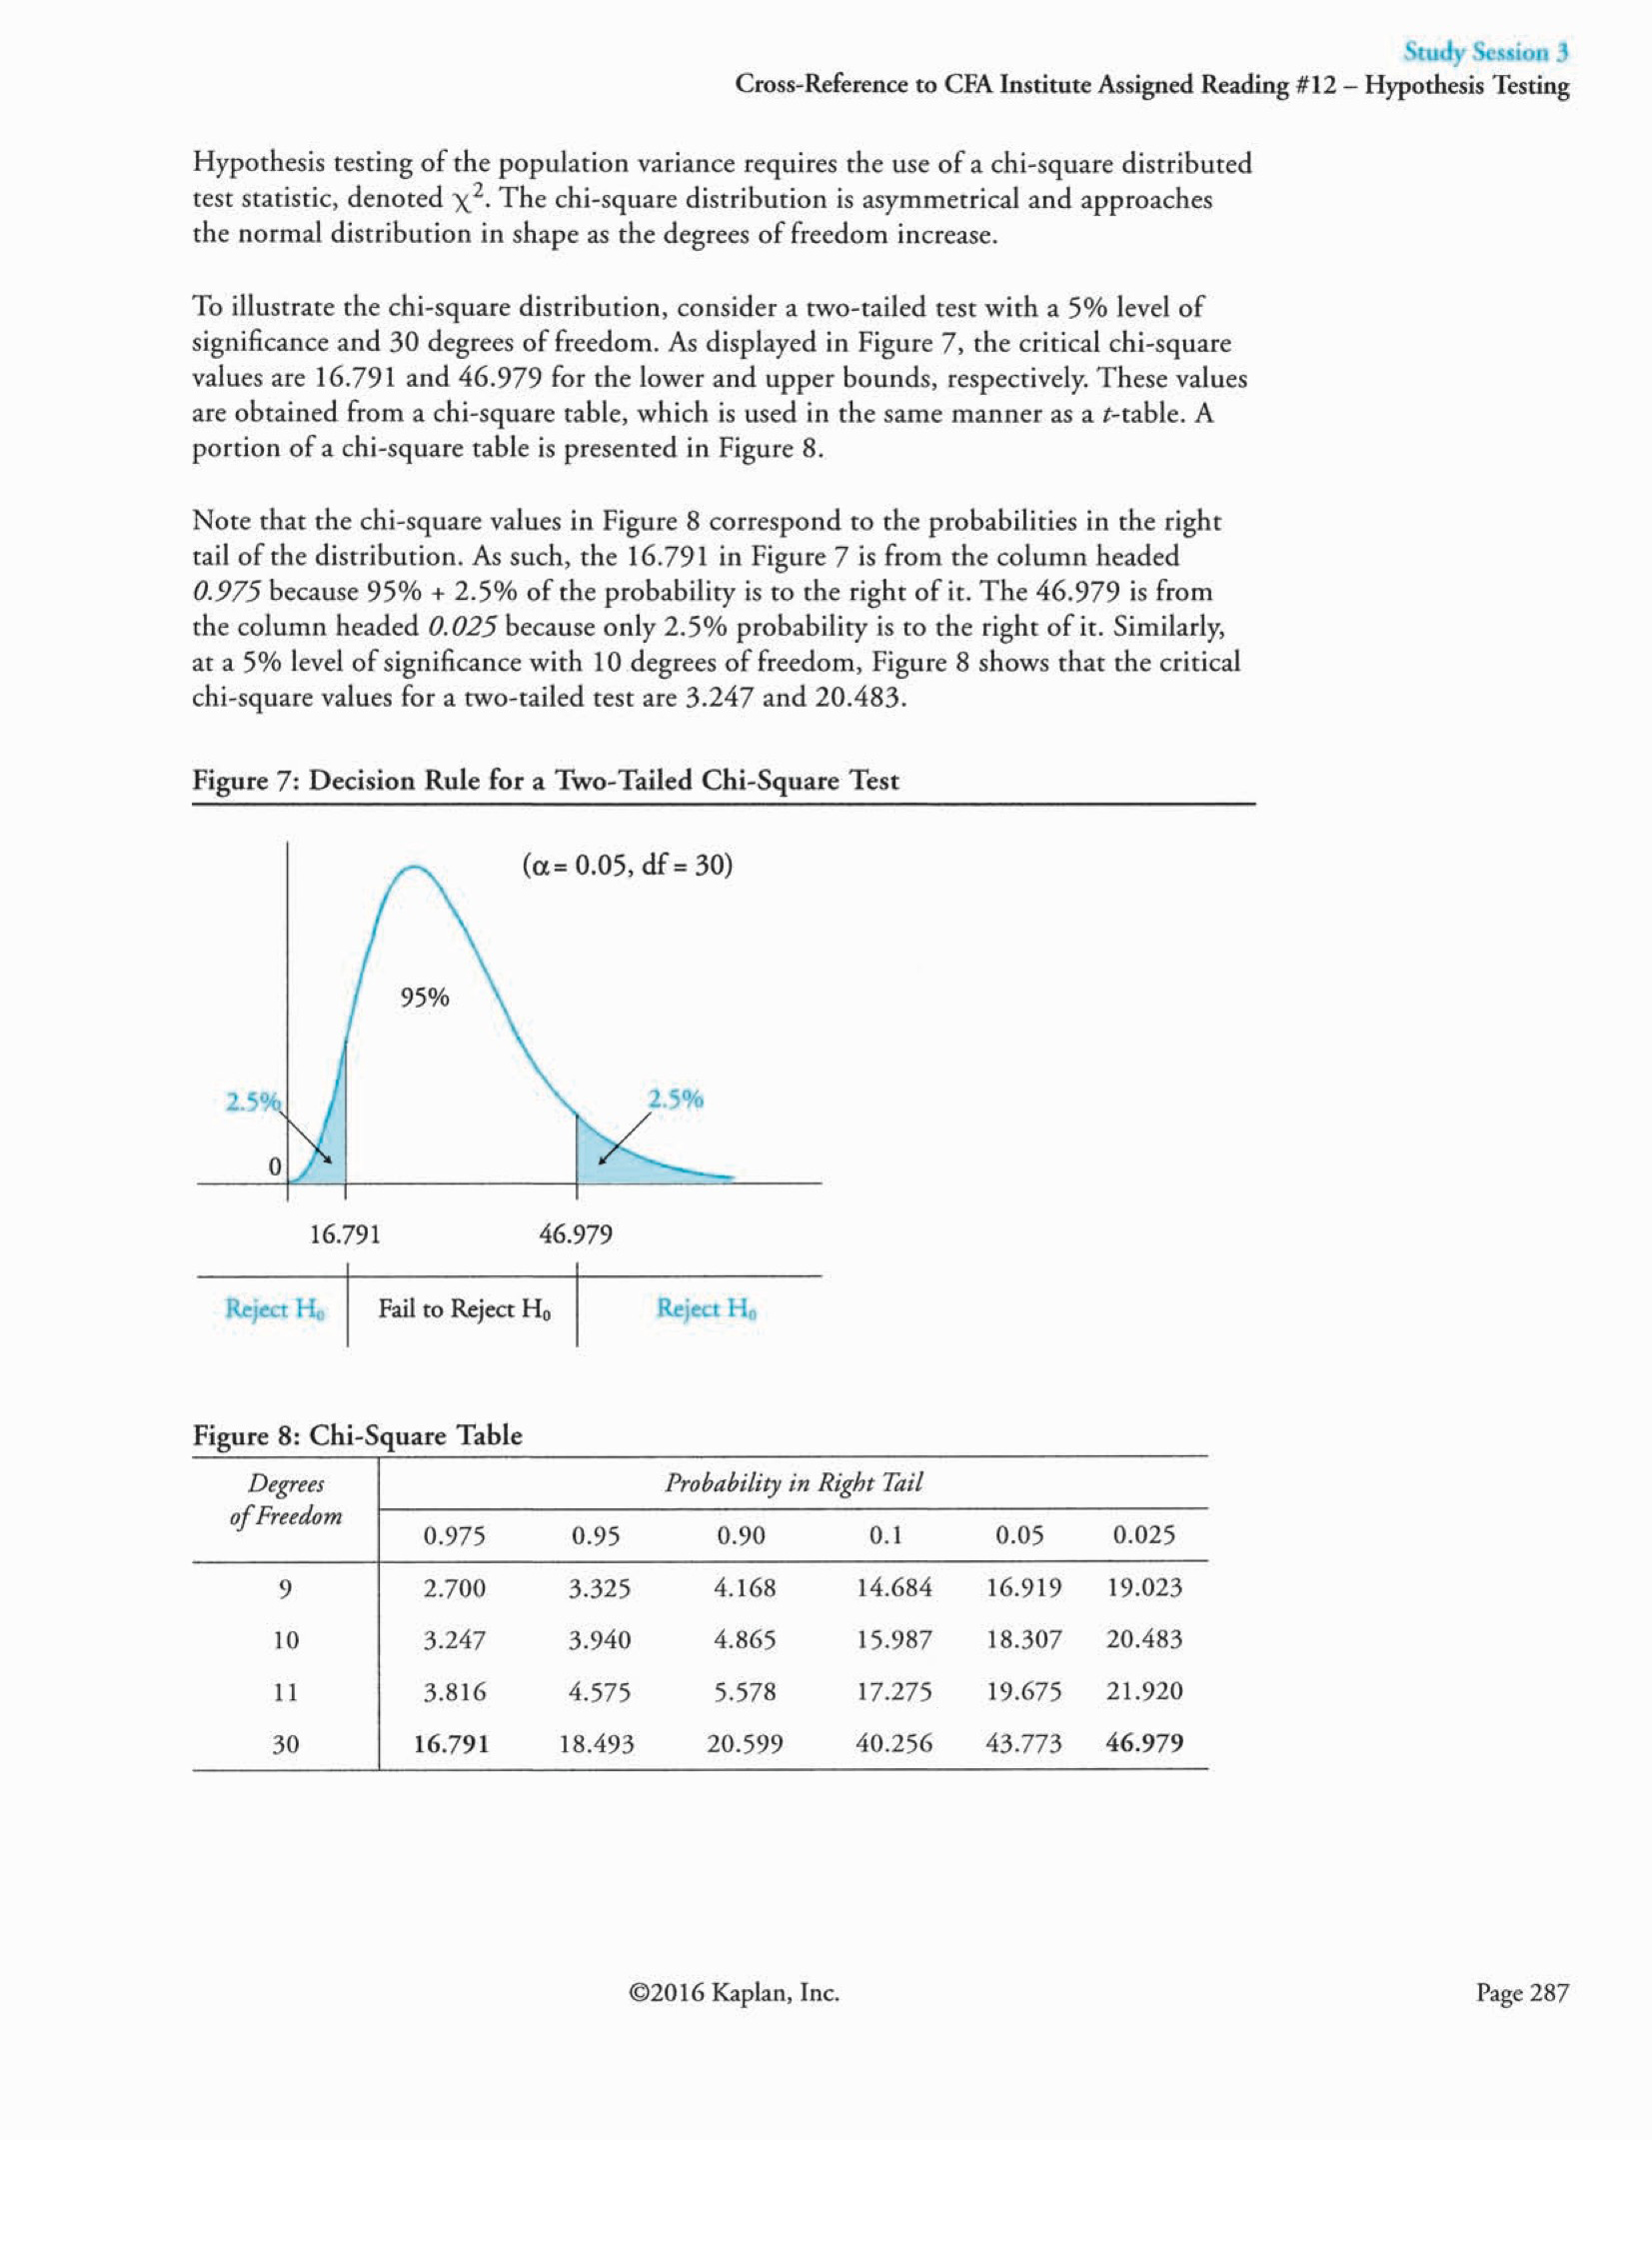 Study Session 3
Cross-Reference to CFA Institute Assigned Reading #12 – Hypothesis Testing
Hypothesis testing of the population variance requires the use of a chi-square distributed
test statistic, denoted χ². The chi-square distribution is asymmetrical and approaches
the normal distribution in shape as the degrees of freedom increase.
To illustrate the chi-square distribution, consider a two-tailed test with a 5% level of
significance and 30 degrees of freedom. As displayed in Figure 7, the critical chi-square
values are 16.791 and 46.979 for the lower and upper bounds, respectively. These values
are obtained from a chi-square table, which is used in the same manner as a t-table. A
portion of a chi-square table is presented in Figure 8.
Note that the chi-square values in Figure 8 correspond to the probabilities in the right
tail of the distribution. As such, the 16.791 in Figure 7 is from the column headed
0.975 because 95% + 2.5% of the probability is to the right of it. The 46.979 is from
the column headed 0.025 because only 2.5% probability is to the right of it. Similarly,
at a 5% level of significance with 10 degrees of freedom, Figure 8 shows that the critical
chi-square values for a two-tailed test are 3.247 and 20.483.
Figure 7: Decision Rule for a Two-Tailed Chi-Square Test
(α = 0.05, df = 30)
95%
2.5% 2.5%
0
16.791 46.979
Reject H₀ Fail to Reject H₀ Reject H₀
Figure 8: Chi-Square Table
Degrees Probability in Right Tail
of Freedom
0.975 0.95 0.90 0.1 0.05 0.025
9 2.700 3.325 4.168 14.684 16.919 19.023
10 3.247 3.940 4.865 15.987 18.307 20.483
11 3.816 4.575 5.578 17.275 19.675 21.920
30 16.791 18.493 20.599 40.256 43.773 46.979
©2016 Kaplan, Inc. Page 287